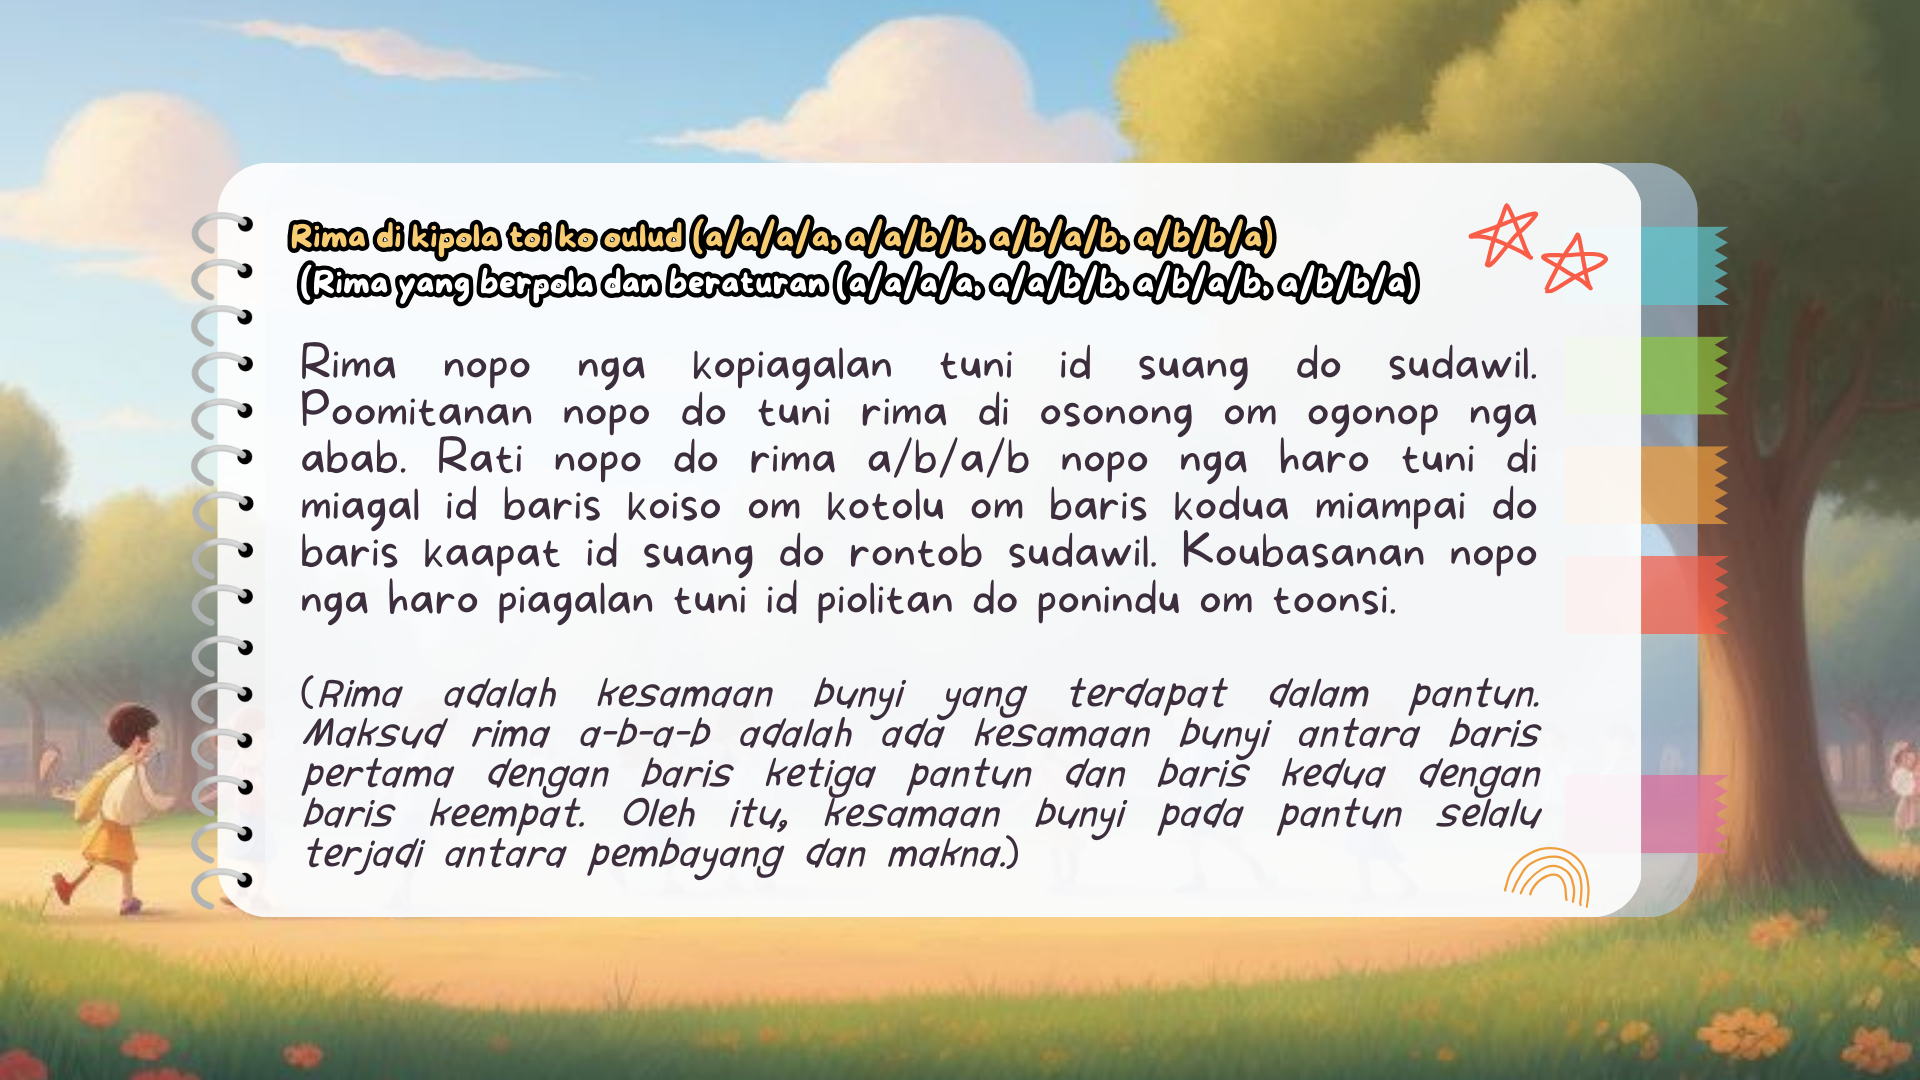 Rima di kipola toi ko oulud (a/a/a/a, a/a/b/b, a/b/a/b, a/b/b/a)
(Rima yang berpola dan beraturan (a/a/a/a, a/a/b/b, a/b/a/b, a/b/b/a)
Rima nopo nga kopiagalan tuni id suang do sudawil.
Poomitanan nopo do tuni rima di osonong om ogonop nga
abab. Rati nopo do rima a/b/a/b nopo nga haro tuni di
miagal id baris koiso om kotolu om baris kodua miampai do
baris kaapat id suang do rontob sudawil. Koubasanan nopo
nga haro piagalan tuni id piolitan do ponindu om toonsi.
(Rima adalah kesamaan bunyi yang terdapat dalam pantun.
Maksud rima a-b-a-b adalah ada kesamaan bunyi antara baris
pertama dengan baris ketiga pantun dan baris kedua dengan
baris keempat. Oleh itu, kesamaan bunyi pada pantun selalu
terjadi antara pembayang dan makna.)